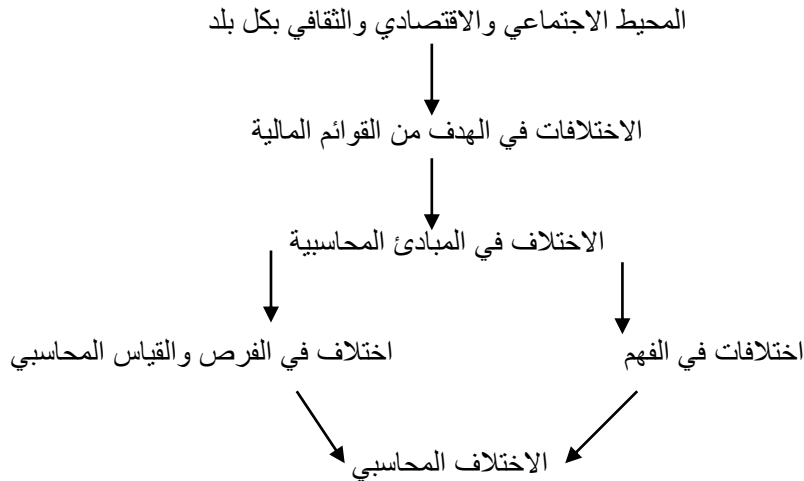 المحيط الاجتماعي والاقتصادي والثقافي بكل بلد
الاختلافات في الهدف من القوائم المالية
الاختلاف في المبادئ المحاسبية
اختلافات في الفهم
اختلاف في الفرص والقياس المحاسبي
الاختلاف المحاسبي